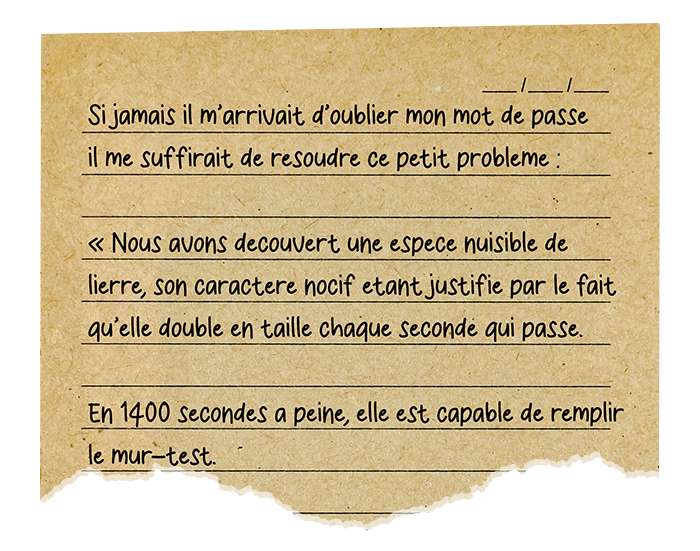 ___/___/___
Si jamais il m'arrivait d'oublier mon mot de passe
il me suffirait de resoudre ce petit probleme :
« Nous avons decouvert une espece nuisible de
lierre, son caractere nocif etant justifie par le fait
qu'elle double en taille chaque seconde qui passe.
En 1400 secondes a peine, elle est capable de remplir
le mur-test.